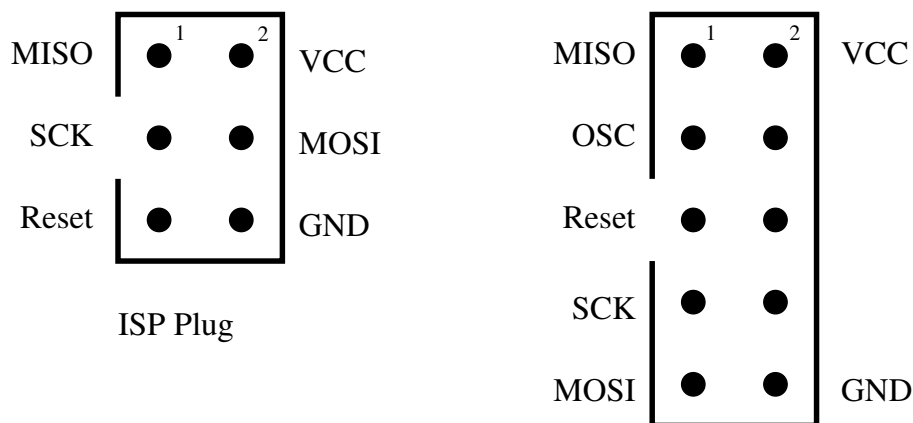 MISO 1 2 VCC
SCK MOSI
Reset GND
ISP Plug
MISO 1 2 VCC
OSC
Reset
SCK
MOSI GND